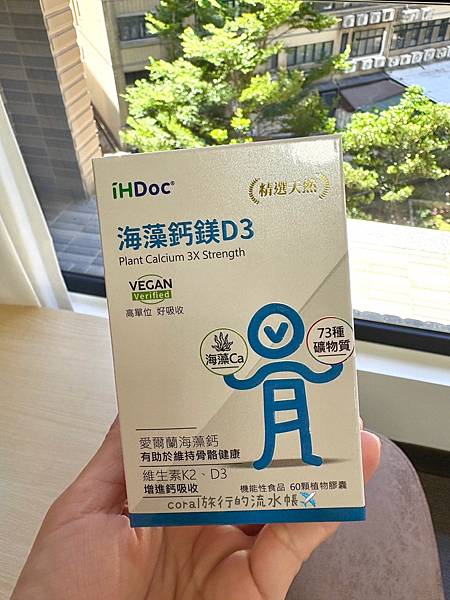 iHDoc®
精選天然
海藻鈣鎂D3
Plant Calcium 3X Strength
VEGAN
Verified
高單位 好吸收
海藻Ca
73種
礦物質
愛爾蘭海藻鈣
有助於維持骨骼健康
維生素K2、D3
增進鈣吸收
機能性食品 60顆植物膠囊
coral旅行的流水帳✈️